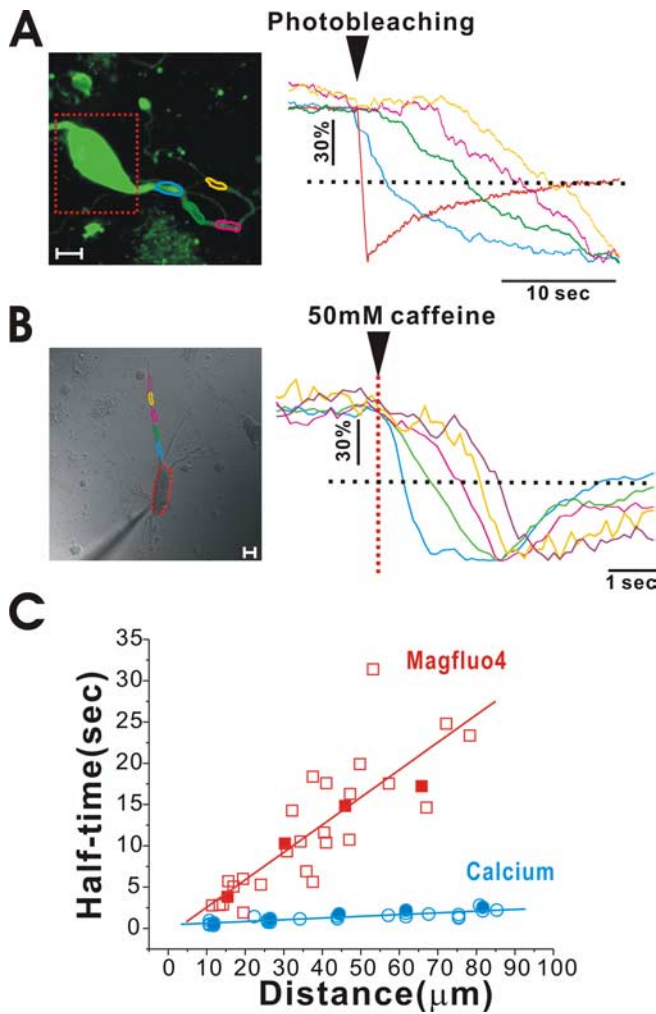 A
Photobleaching
30%
10 sec
B
50mM caffeine
30%
1 sec
C
Half-time(sec)
35
30
25
20
15
10
5
0
Magfluo4
Calcium
0 10 20 30 40 50 60 70 80 90 100
Distance(μm)